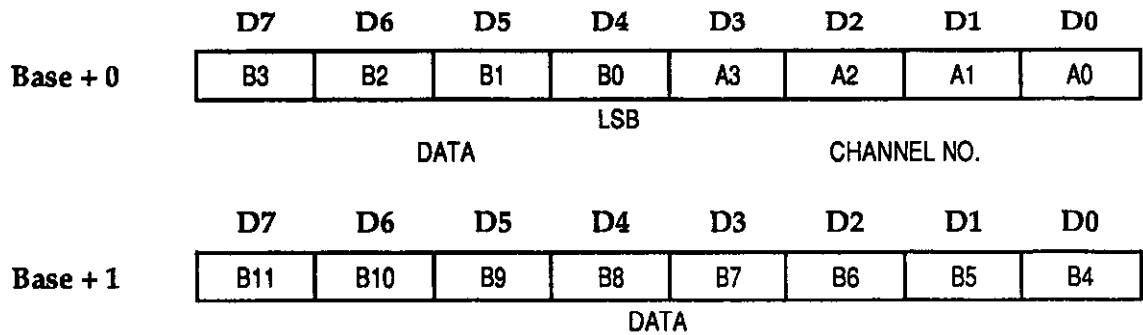 D7 D6 D5 D4 D3 D2 D1 D0
Base + 0 B3 B2 B1 B0 A3 A2 A1 A0
LSB
DATA CHANNEL NO.
D7 D6 D5 D4 D3 D2 D1 D0
Base + 1 B11 B10 B9 B8 B7 B6 B5 B4
DATA